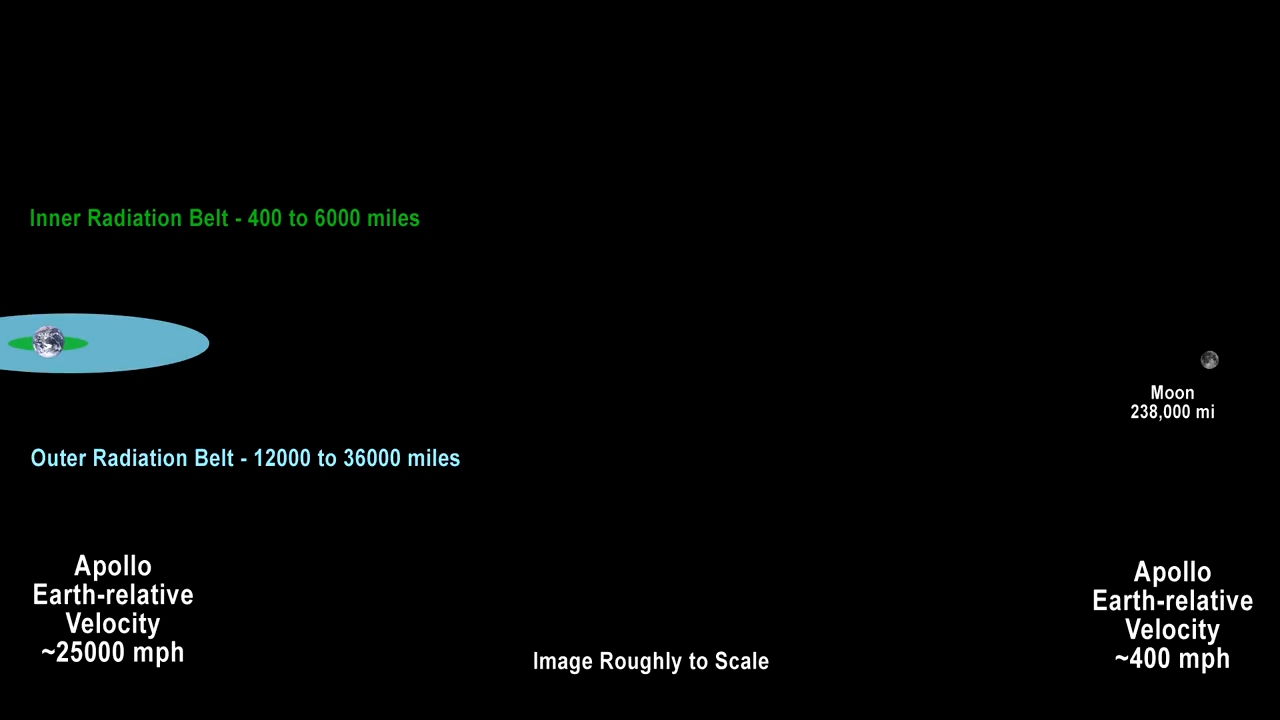 Inner Radiation Belt - 400 to 6000 miles
Moon
238,000 mi
Outer Radiation Belt - 12000 to 36000 miles
Apollo
Earth-relative
Velocity
~25000 mph
Apollo
Earth-relative
Velocity
~400 mph
Image Roughly to Scale